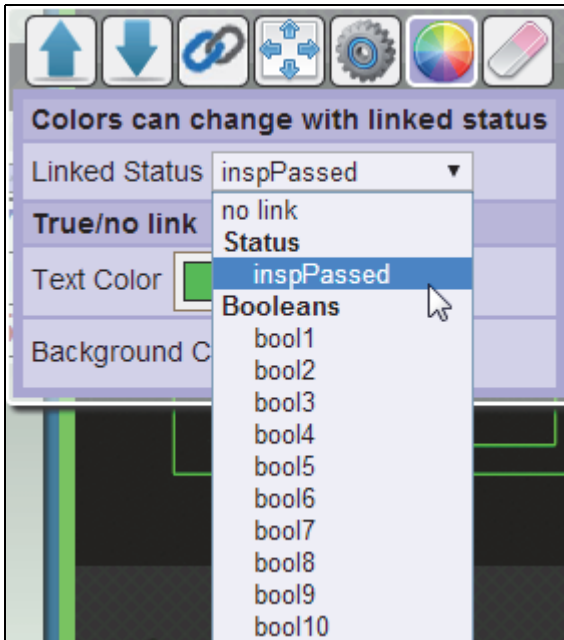 Colors can change with linked status
Linked Status inspPassed
no link
True/no link
Status
Text Color
inspPassed
Booleans
bool1
Background C
bool2
bool3
bool4
bool5
bool6
bool7
bool8
bool9
bool10